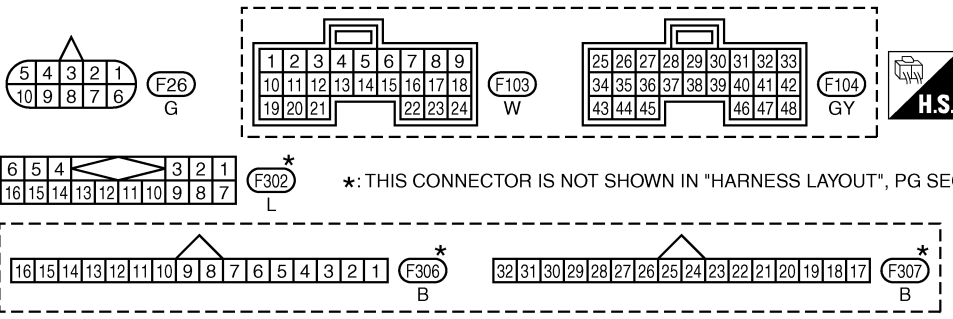 5 4 3 2 1
10 9 8 7 6
F26
G
1 2 3 4 5 6 7 8 9
10 11 12 13 14 15 16 17 18
19 20 21 22 23 24
F103
W
25 26 27 28 29 30 31 32 33
34 35 36 37 38 39 40 41 42
43 44 45 46 47 48
F104
GY
H.S.
6 5 4 3 2 1
16 15 14 13 12 11 10 9 8 7
F302 *
L
*: THIS CONNECTOR IS NOT SHOWN IN "HARNESS LAYOUT", PG SE
16 15 14 13 12 11 10 9 8 7 6 5 4 3 2 1
F306 *
B
32 31 30 29 28 27 26 25 24 23 22 21 20 19 18 17
F307 *
B